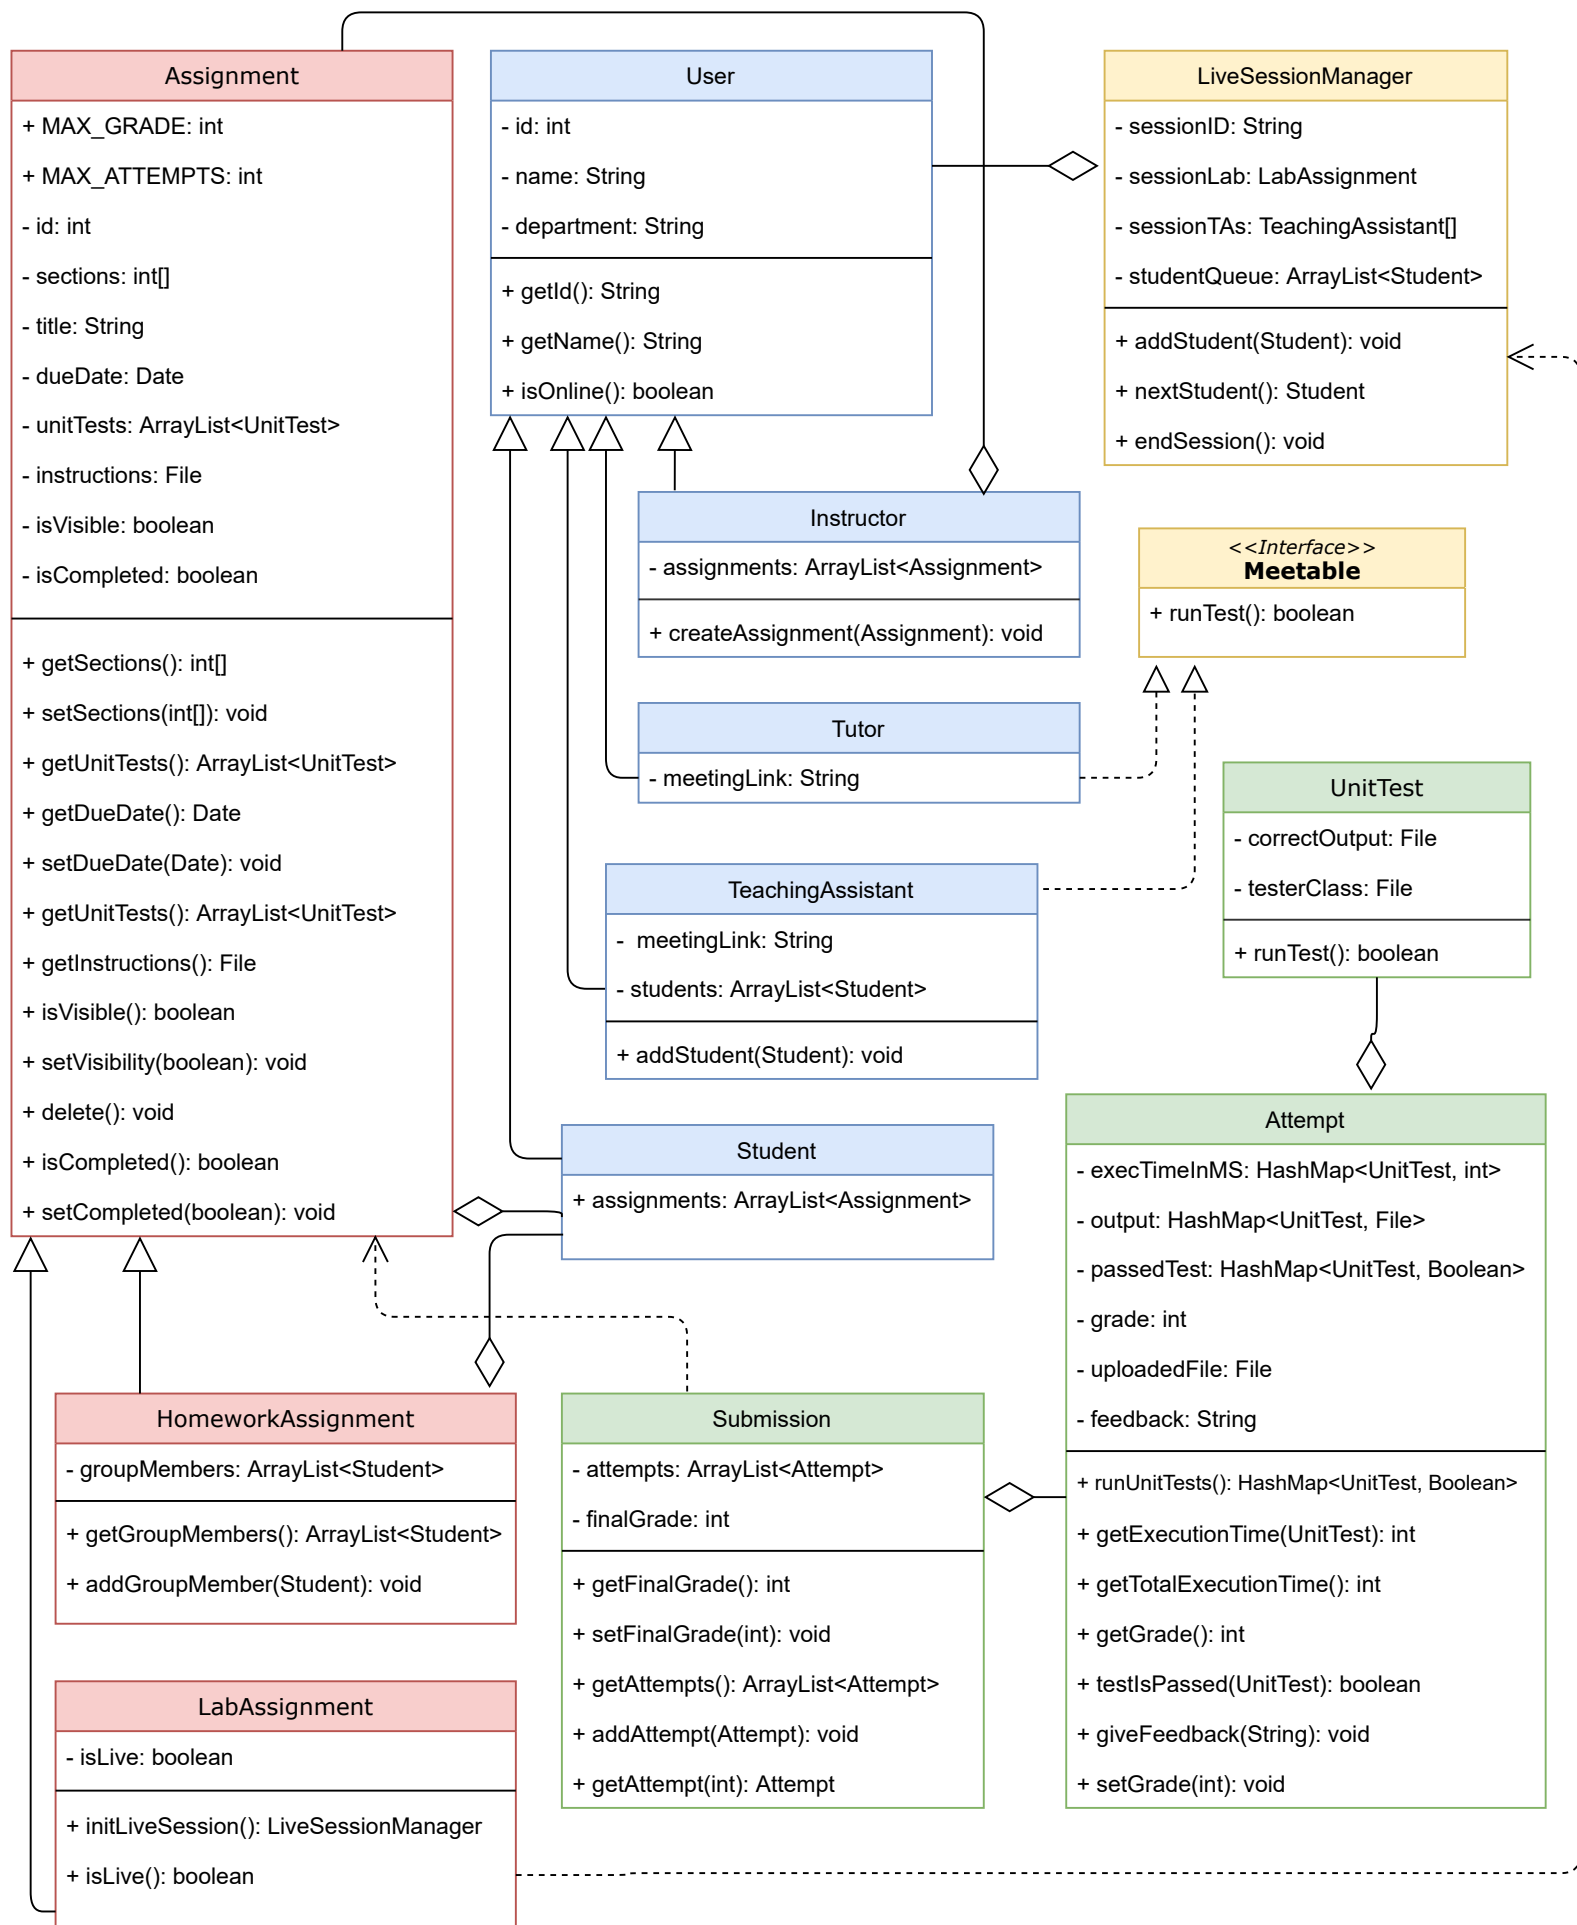 Assignment
+ MAX_GRADE: int
+ MAX_ATTEMPTS: int
- id: int
- sections: int[]
- title: String
- dueDate: Date
- unitTests: ArrayList<UnitTest>
- instructions: File
- isVisible: boolean
- isCompleted: boolean
+ getSections(): int[]
+ setSections(int[]): void
+ getUnitTests(): ArrayList<UnitTest>
+ getDueDate(): Date
+ setDueDate(Date): void
+ getUnitTests(): ArrayList<UnitTest>
+ getInstructions(): File
+ isVisible(): boolean
+ setVisibility(boolean): void
+ delete(): void
+ isCompleted(): boolean
+ setCompleted(boolean): void
User
- id: int
- name: String
- department: String
+ getId(): String
+ getName(): String
+ isOnline(): boolean
LiveSessionManager
- sessionID: String
- sessionLab: LabAssignment
- sessionTAs: TeachingAssistant[]
- studentQueue: ArrayList<Student>
+ addStudent(Student): void
+ nextStudent(): Student
+ endSession(): void
Instructor
- assignments: ArrayList<Assignment>
+ createAssignment(Assignment): void
<<Interface>>
Meetable
+ runTest(): boolean
Tutor
- meetingLink: String
UnitTest
- correctOutput: File
- testerClass: File
+ runTest(): boolean
TeachingAssistant
- meetingLink: String
- students: ArrayList<Student>
+ addStudent(Student): void
Student
+ assignments: ArrayList<Assignment>
Attempt
- execTimeInMS: HashMap<UnitTest, int>
- output: HashMap<UnitTest, File>
- passedTest: HashMap<UnitTest, Boolean>
- grade: int
- uploadedFile: File
- feedback: String
+ runUnitTests(): HashMap<UnitTest, Boolean>
+ getExecutionTime(UnitTest): int
+ getTotalExecutionTime(): int
+ getGrade(): int
+ testIsPassed(UnitTest): boolean
+ giveFeedback(String): void
+ setGrade(int): void
HomeworkAssignment
- groupMembers: ArrayList<Student>
+ getGroupMembers(): ArrayList<Student>
+ addGroupMember(Student): void
Submission
- attempts: ArrayList<Attempt>
- finalGrade: int
+ getFinalGrade(): int
+ setFinalGrade(int): void
+ getAttempts(): ArrayList<Attempt>
+ addAttempt(Attempt): void
+ getAttempt(int): Attempt
LabAssignment
- isLive: boolean
+ initLiveSession(): LiveSessionManager
+ isLive(): boolean